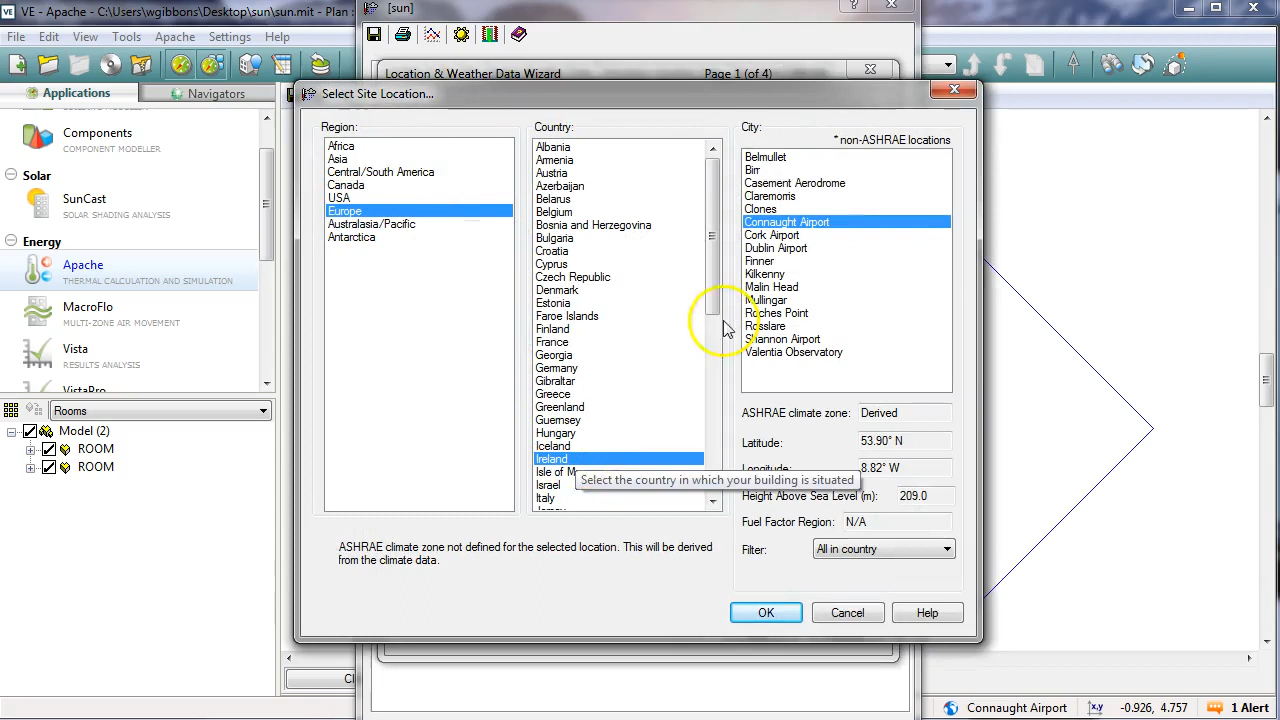 VE - Apache - C:\Users\wgibbons\Desktop\sun\sun.mit - Plan
[sun]
File Edit View Tools Apache Settings Help
Location & Weather Data Wizard Page 1 (of 4)
Applications Navigators
Select Site Location...
Components
COMPONENT MODELLER
Solar
SunCast
SOLAR SHADING ANALYSIS
Energy
Apache
THERMAL CALCULATION AND SIMULATION
MacroFlo
MULTI-ZONE AIR MOVEMENT
Vista
RESULTS ANALYSIS
VistaPro
Rooms
Model (2)
ROOM
ROOM
Region:
Africa
Asia
Central/South America
Canada
USA
Europe
Australasia/Pacific
Antarctica
Country:
Albania
Armenia
Austria
Azerbaijan
Belarus
Belgium
Bosnia and Herzegovina
Bulgaria
Croatia
Cyprus
Czech Republic
Denmark
Estonia
Faroe Islands
Finland
France
Georgia
Germany
Gibraltar
Greece
Greenland
Guernsey
Hungary
Iceland
Ireland
Isle of M
Israel
Italy
Select the country in which your building is situated
City:
* non-ASHRAE locations
Belmullet
Birr
Casement Aerodrome
Claremorris
Clones
Connaught Airport
Cork Airport
Dublin Airport
Finner
Kilkenny
Malin Head
Mullingar
Roches Point
Rosslare
Shannon Airport
Valentia Observatory
ASHRAE climate zone: Derived
Latitude: 53.90° N
Longitude: 8.82° W
Height Above Sea Level (m): 209.0
Fuel Factor Region: N/A
Filter: All in country
ASHRAE climate zone not defined for the selected location. This will be derived
from the climate data.
OK Cancel Help
Cl
Connaught Airport -0.926, 4.757 1 Alert